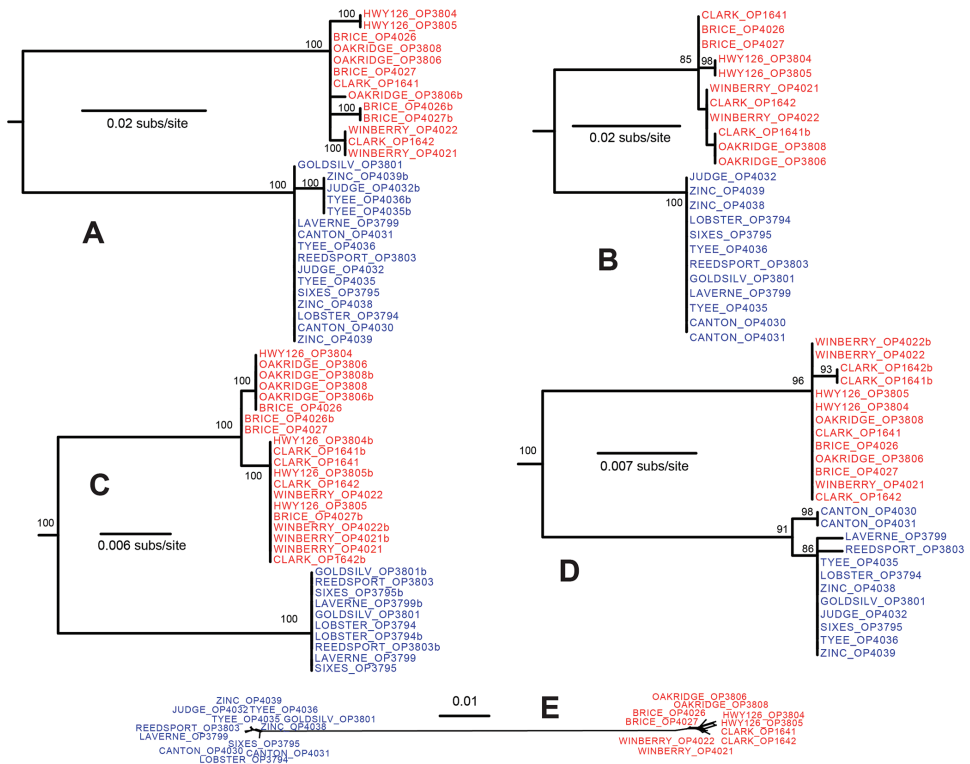 100
HWY126_OP3804
HWY126_OP3805
100
BRICE_OP4026
OAKRIDGE_OP3808
OAKRIDGE_OP3806
BRICE_OP4027
CLARK_OP1641
OAKRIDGE_OP3806b
100
BRICE_OP4026b
BRICE_OP4027b
WINBERRY_OP4022
CLARK_OP1642
100
WINBERRY_OP4021
0.02 subs/site
GOLDSILV_OP3801
100
100
ZINC_OP4039b
JUDGE_OP4032b
TYEE_OP4036b
TYEE_OP4035b
LAVERNE_OP3799
CANTON_OP4031
TYEE_OP4036
REEDSPORT_OP3803
JUDGE_OP4032
TYEE_OP4035
SIXES_OP3795
ZINC_OP4038
LOBSTER_OP3794
CANTON_OP4030
ZINC_OP4039
A
CLARK_OP1641
BRICE_OP4026
BRICE_OP4027
85
98
HWY126_OP3804
HWY126_OP3805
WINBERRY_OP4021
CLARK_OP1642
WINBERRY_OP4022
CLARK_OP1641b
OAKRIDGE_OP3808
OAKRIDGE_OP3806
0.02 subs/site
JUDGE_OP4032
ZINC_OP4039
100
ZINC_OP4038
LOBSTER_OP3794
SIXES_OP3795
TYEE_OP4036
REEDSPORT_OP3803
GOLDSILV_OP3801
LAVERNE_OP3799
TYEE_OP4035
CANTON_OP4030
CANTON_OP4031
B
HWY126_OP3804
OAKRIDGE_OP3806
OAKRIDGE_OP3808b
100
OAKRIDGE_OP3808
OAKRIDGE_OP3806b
BRICE_OP4026
BRICE_OP4026b
100
BRICE_OP4027
HWY126_OP3804b
CLARK_OP1641b
CLARK_OP1641
100
HWY126_OP3805b
CLARK_OP1642
WINBERRY_OP4022
HWY126_OP3805
BRICE_OP4027b
WINBERRY_OP4022b
WINBERRY_OP4021b
WINBERRY_OP4021
CLARK_OP1642b
C
100
0.006 subs/site
GOLDSILV_OP3801b
REEDSPORT_OP3803
SIXES_OP3795b
LAVERNE_OP3799b
GOLDSILV_OP3801
100
LOBSTER_OP3794
LOBSTER_OP3794b
REEDSPORT_OP3803b
LAVERNE_OP3799
SIXES_OP3795
WINBERRY_OP4022b
WINBERRY_OP4022
93
CLARK_OP1642b
96
CLARK_OP1641b
HWY126_OP3805
HWY126_OP3804
OAKRIDGE_OP3808
CLARK_OP1641
BRICE_OP4026
OAKRIDGE_OP3806
BRICE_OP4027
WINBERRY_OP4021
CLARK_OP1642
100
0.007 subs/site
98
CANTON_OP4030
CANTON_OP4031
91
LAVERNE_OP3799
86
REEDSPORT_OP3803
TYEE_OP4035
LOBSTER_OP3794
ZINC_OP4038
GOLDSILV_OP3801
JUDGE_OP4032
SIXES_OP3795
TYEE_OP4036
ZINC_OP4039
D
ZINC_OP4039
JUDGE_OP4032 TYEE_OP4036
TYEE_OP4035 GOLDSILV_OP3801
REEDSPORT_OP3803 ZINC_OP4038
LAVERNE_OP3799
SIXES_OP3795
CANTON_OP4030 CANTON_OP4031
LOBSTER_OP3794
0.01
E
OAKRIDGE_OP3806
OAKRIDGE_OP3808
BRICE_OP4026 HWY126_OP3804
BRICE_OP4027 HWY126_OP3805
CLARK_OP1641
WINBERRY_OP4022 CLARK_OP1642
WINBERRY_OP4021